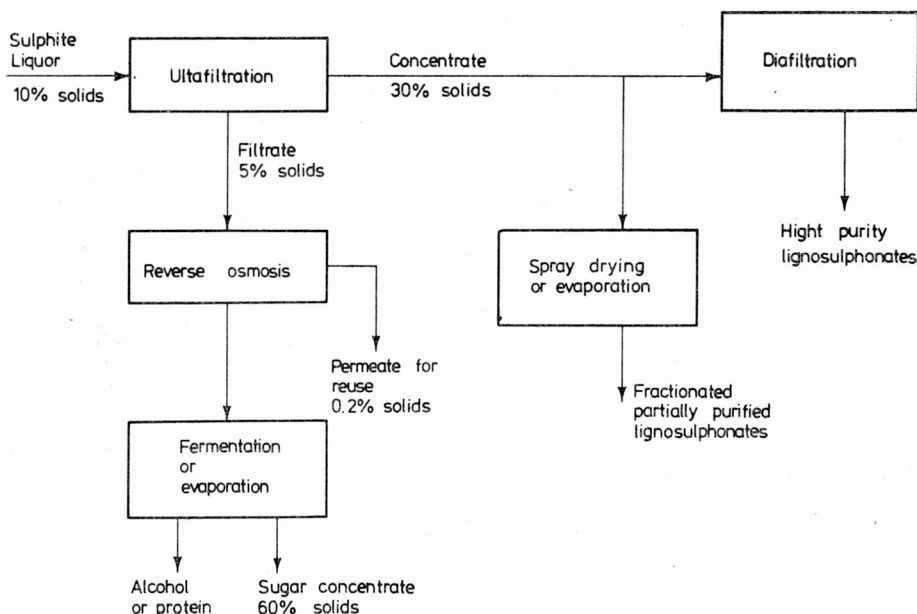 Sulphite
Liquor
10% solids
Ultafiltration
Concentrate
30% solids
Diafiltration
Filtrate
5% solids
Hight purity
lignosulphonates
Reverse osmosis
Spray drying
or evaporation
Permeate for
reuse
0.2% solids
Fractionated
partially purified
lignosulphonates
Fermentation
or
evaporation
Alcohol
or protein
Sugar concentrate
60% solids